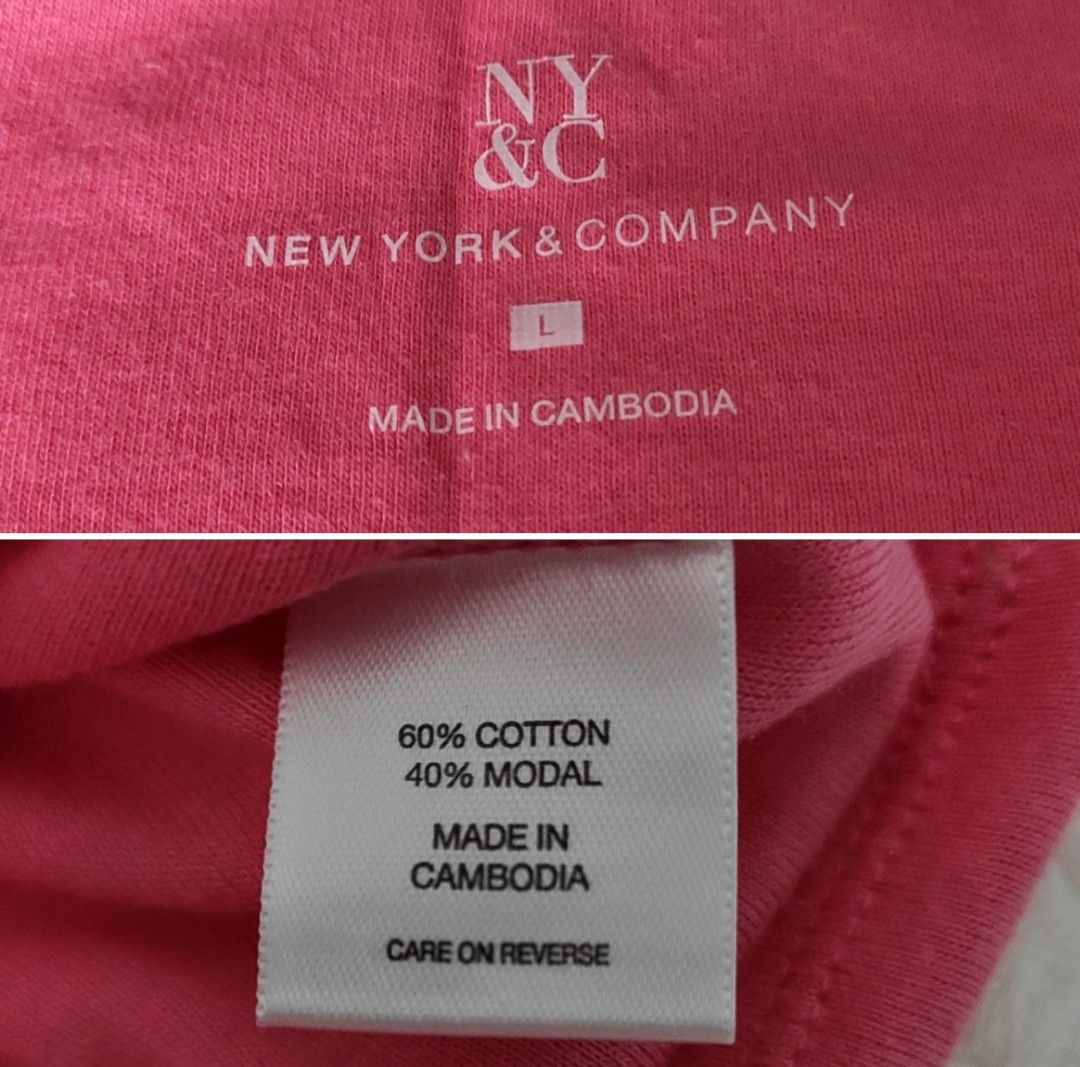 NY
&C
NEW YORK & COMPANY
L
MADE IN CAMBODIA
60% COTTON
40% MODAL
MADE IN
CAMBODIA
CARE ON REVERSE